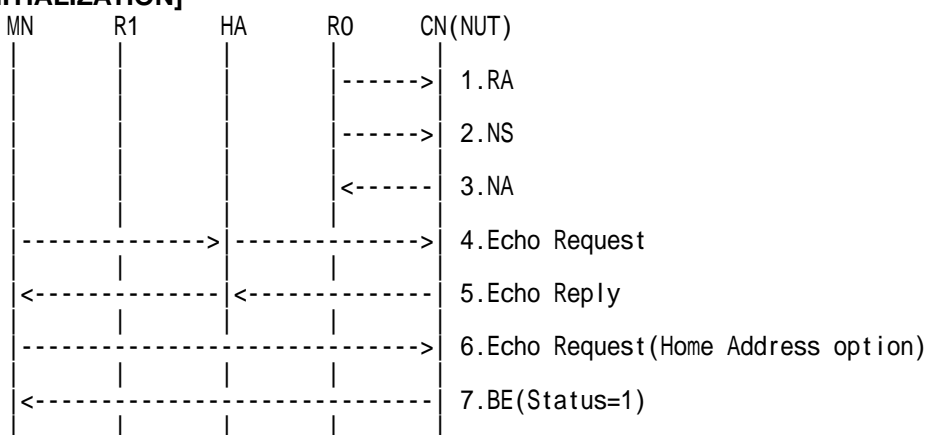 MN R1 HA R0 CN(NUT)
1.RA
2.NS
3.NA
4.Echo Request
5.Echo Reply
6.Echo Request(Home Address option)
7.BE(Status=1)